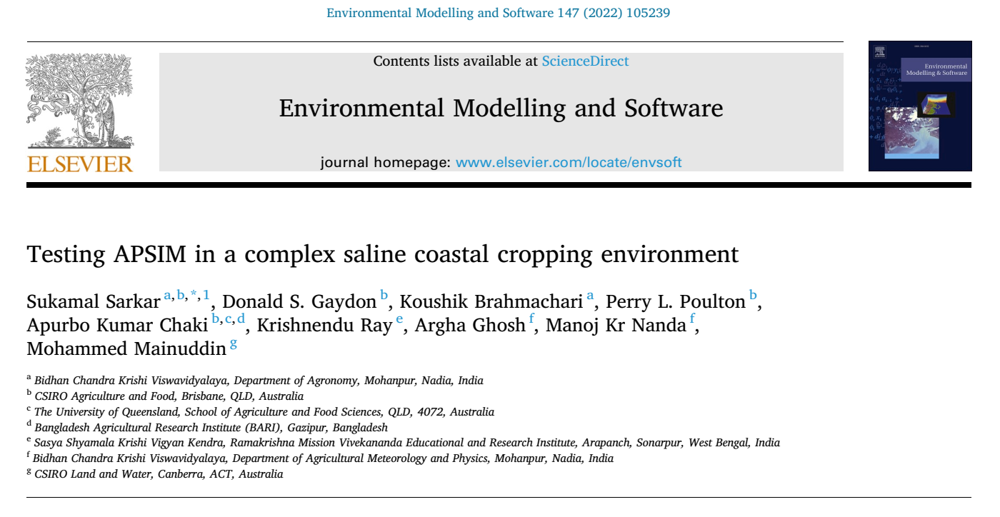 Environmental Modelling and Software 147 (2022) 105239
Contents lists available at ScienceDirect
Environmental Modelling and Software
journal homepage: www.elsevier.com/locate/envsoft
NON SOLUS
ELSEVIER
Environmental
Modelling & Software
Testing APSIM in a complex saline coastal cropping environment
Sukamal Sarkar a,b,*,1, Donald S. Gaydon b, Koushik Brahmachari a, Perry L. Poulton b,
Apurbo Kumar Chaki b,c,d, Krishnendu Ray e, Argha Ghosh f, Manoj Kr Nanda f,
Mohammed Mainuddin g
a Bidhan Chandra Krishi Viswavidyalaya, Department of Agronomy, Mohanpur, Nadia, India
b CSIRO Agriculture and Food, Brisbane, QLD, Australia
c The University of Queensland, School of Agriculture and Food Sciences, QLD, 4072, Australia
d Bangladesh Agricultural Research Institute (BARI), Gazipur, Bangladesh
e Sasya Shyamala Krishi Vigyan Kendra, Ramakrishna Mission Vivekananda Educational and Research Institute, Arapanch, Sonarpur, West Bengal, India
f Bidhan Chandra Krishi Viswavidyalaya, Department of Agricultural Meteorology and Physics, Mohanpur, Nadia, India
g CSIRO Land and Water, Canberra, ACT, Australia